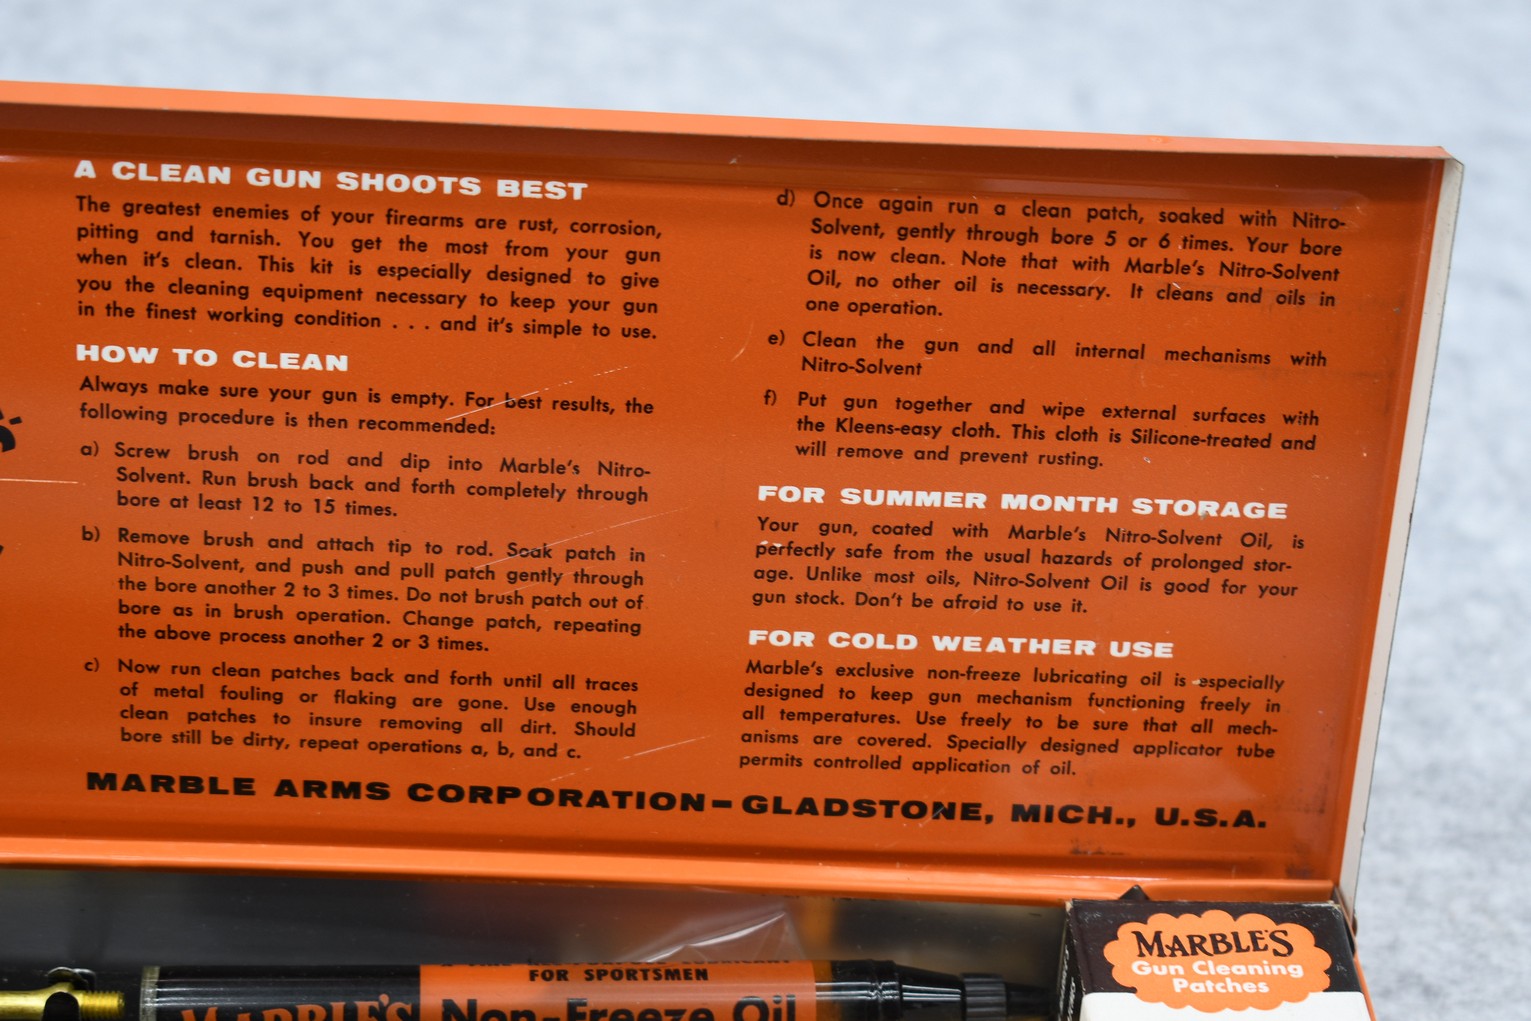 A CLEAN GUN SHOOTS BEST
The greatest enemies of your firearms are rust, corrosion,
pitting and tarnish. You get the most from your gun
when it's clean. This kit is especially designed to give
you the cleaning equipment necessary to keep your gun
in the finest working condition . . . and it's simple to use.
HOW TO CLEAN
Always make sure your gun is empty. For best results, the
following procedure is then recommended:
a) Screw brush on rod and dip into Marble's Nitro-
Solvent. Run brush back and forth completely through
bore at least 12 to 15 times.
b) Remove brush and attach tip to rod. Soak patch in
Nitro-Solvent, and push and pull patch gently through
the bore another 2 to 3 times. Do not brush patch out of
bore as in brush operation. Change patch, repeating
the above process another 2 or 3 times.
c) Now run clean patches back and forth until all traces
of metal fouling or flaking are gone. Use enough
clean patches to insure removing all dirt. Should
bore still be dirty, repeat operations a, b, and c.
d) Once again run a clean patch, soaked with Nitro-
Solvent, gently through bore 5 or 6 times. Your bore
is now clean. Note that with Marble's Nitro-Solvent
Oil, no other oil is necessary. It cleans and oils in
one operation.
e) Clean the gun and all internal mechanisms with
Nitro-Solvent
f) Put gun together and wipe external surfaces with
the Kleens-easy cloth. This cloth is Silicone-treated and
will remove and prevent rusting.
FOR SUMMER MONTH STORAGE
Your gun, coated with Marble's Nitro-Solvent Oil, is
perfectly safe from the usual hazards of prolonged stor-
age. Unlike most oils, Nitro-Solvent Oil is good for your
gun stock. Don't be afraid to use it.
FOR COLD WEATHER USE
Marble's exclusive non-freeze lubricating oil is especially
designed to keep gun mechanism functioning freely in
all temperatures. Use freely to be sure that all mech-
anisms are covered. Specially designed applicator tube
permits controlled application of oil.
MARBLE ARMS CORPORATION—GLADSTONE, MICH., U.S.A.
FOR SPORTSMEN
MARBLE'S Non-Freeze Oil
MARBLE'S
Gun Cleaning
Patches